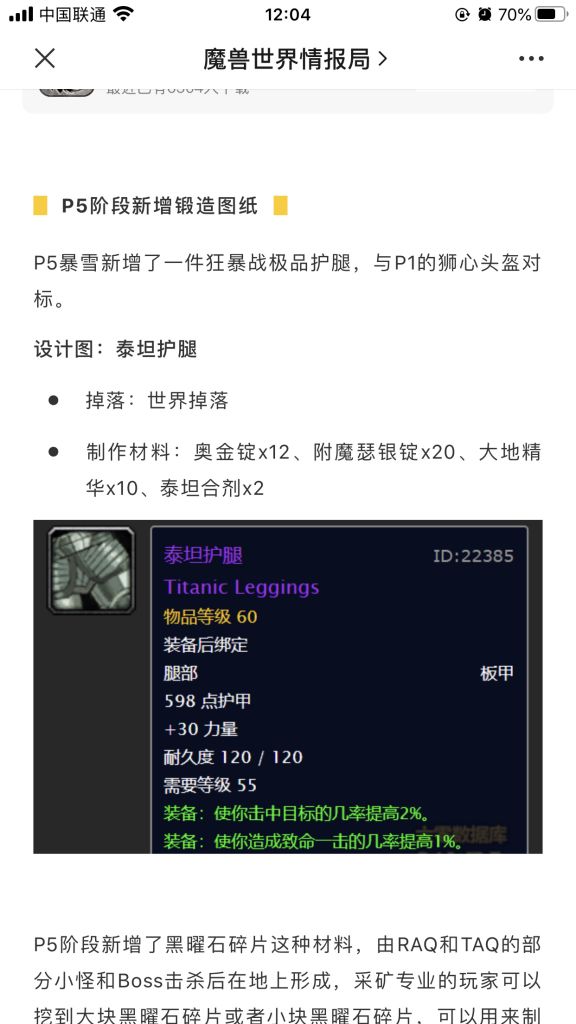 中国联通
12:04
70%
魔兽世界情报局
P5阶段新增锻造图纸
P5暴雪新增了一件狂暴战极品护腿，与P1的狮心头盔对
标。
设计图：泰坦护腿
掉落：世界掉落
制作材料：奥金锭x12、附魔瑟银锭x20、大地精
华x10、泰坦合剂x2
泰坦护腿 ID:22385
Titanic Leggings
物品等级 60
装备后绑定
腿部 板甲
598 点护甲
+30 力量
耐久度 120 / 120
需要等级 55
装备：使你击中目标的几率提高2%。
装备：使你造成致命一击的几率提高1%。
P5阶段新增了黑曜石碎片这种材料，由RAQ和TAQ的部
分小怪和Boss击杀后在地上形成，采矿专业的玩家可以
挖到大块黑曜石碎片或者小块黑曜石碎片，可以用来制